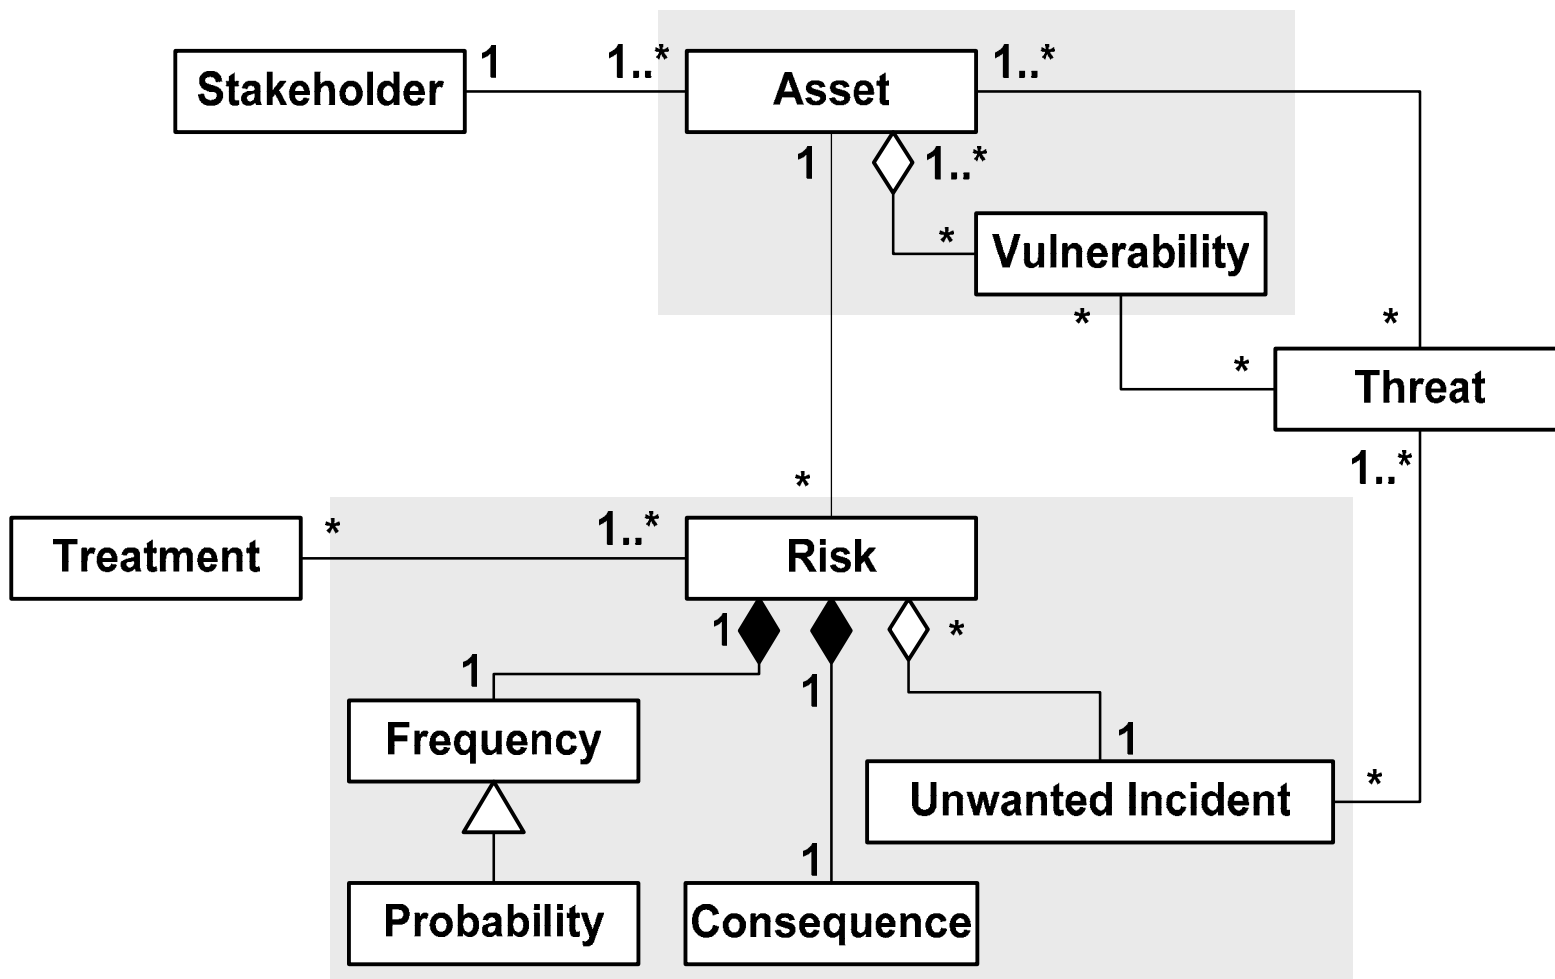 Stakeholder 1 1..* Asset 1..*
1 1..*
* Vulnerability
* *
* Threat
1..*
*
Treatment * 1..* Risk
1 *
1 1
Frequency 1
Unwanted Incident *
1
Probability Consequence